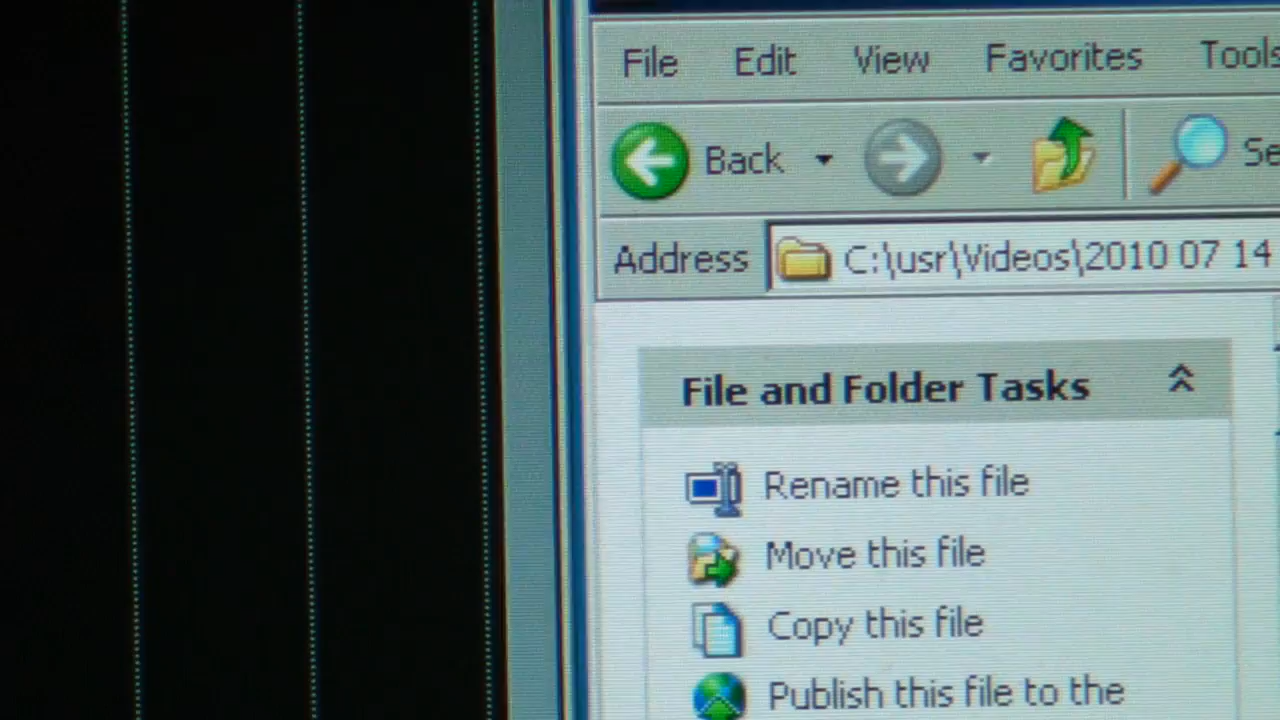 File Edit View Favorites Tools
Back Se
Address C:\usr\Videos\2010 07 14
File and Folder Tasks
Rename this file
Move this file
Copy this file
Publish this file to the